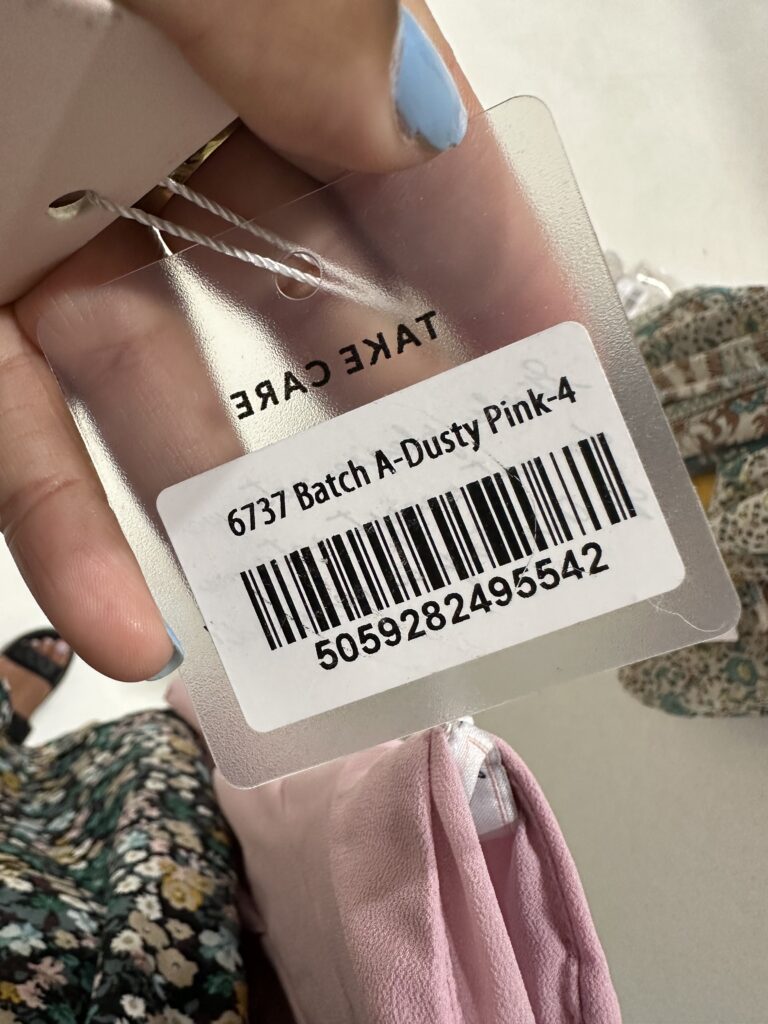 TAKE CARE
6737 Batch A-Dusty Pink-4
5059282495542